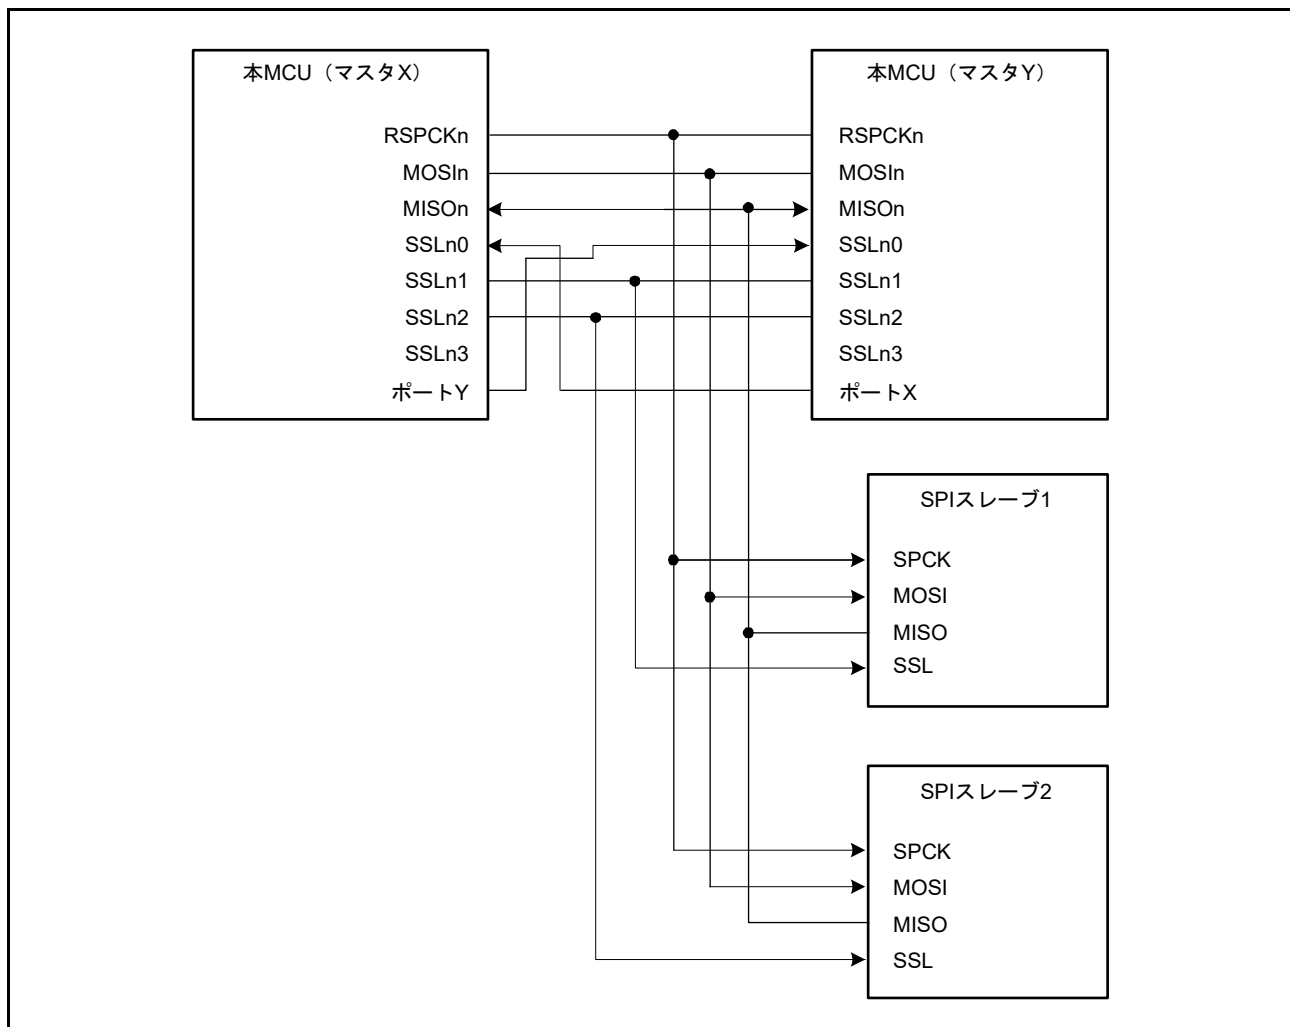 本MCU（マスタX）
RSPCKn
MOSIn
MISOn
SSLn0
SSLn1
SSLn2
SSLn3
ポートY
本MCU（マスタY）
RSPCKn
MOSIn
MISOn
SSLn0
SSLn1
SSLn2
SSLn3
ポートX
SPIスレーブ1
SPCK
MOSI
MISO
SSL
SPIスレーブ2
SPCK
MOSI
MISO
SSL